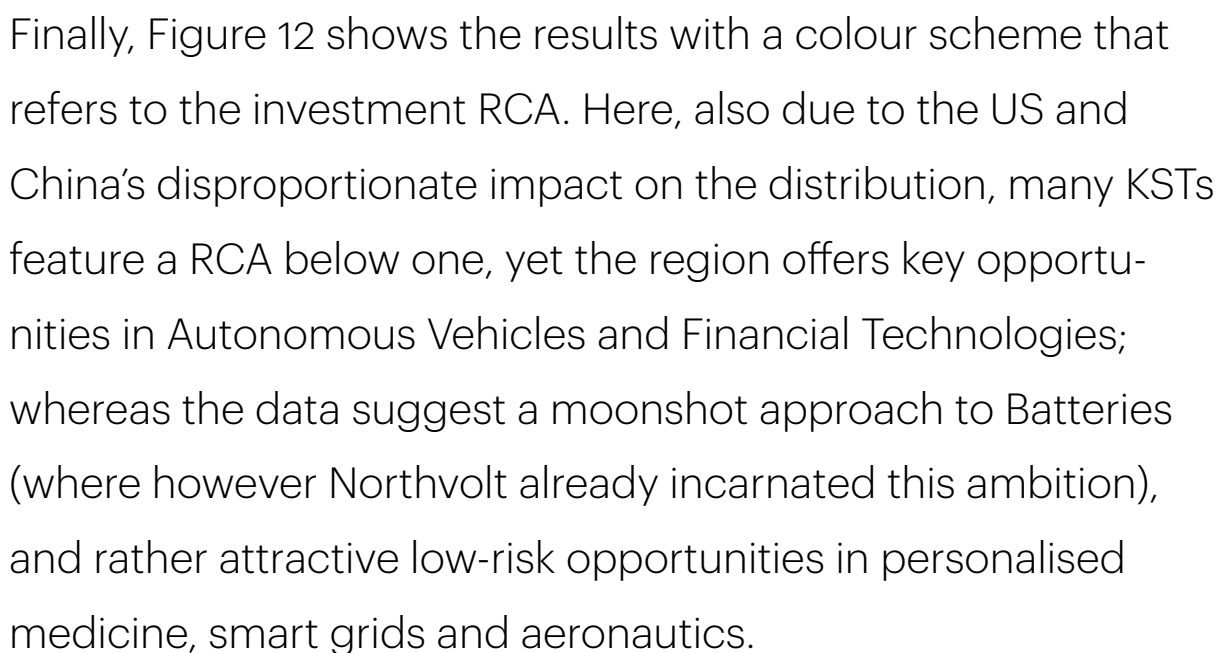 Finally, Figure 12 shows the results with a colour scheme that
refers to the investment RCA. Here, also due to the US and
China’s disproportionate impact on the distribution, many KSTs
feature a RCA below one, yet the region offers key opportu-
nities in Autonomous Vehicles and Financial Technologies;
whereas the data suggest a moonshot approach to Batteries
(where however Northvolt already incarnated this ambition),
and rather attractive low-risk opportunities in personalised
medicine, smart grids and aeronautics.